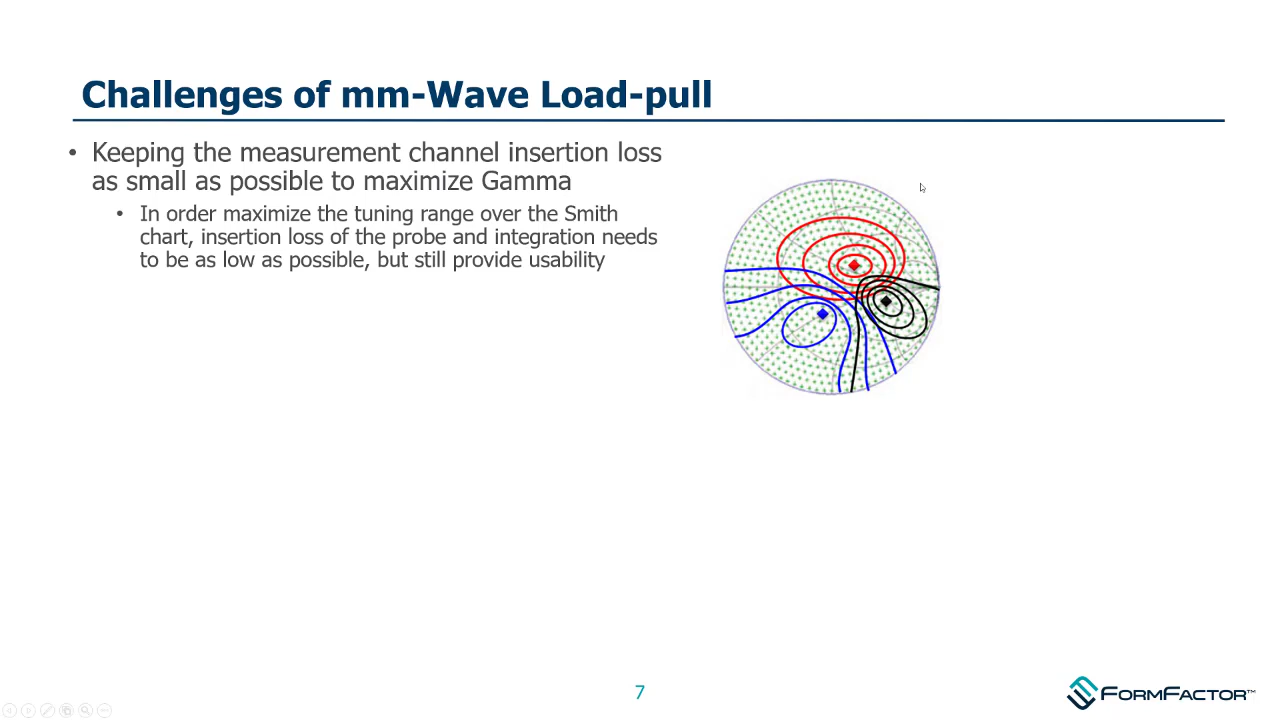 Challenges of mm-Wave Load-pull
• Keeping the measurement channel insertion loss
as small as possible to maximize Gamma
• In order maximize the tuning range over the Smith
chart, insertion loss of the probe and integration needs
to be as low as possible, but still provide usability
7
FORMFACTOR™